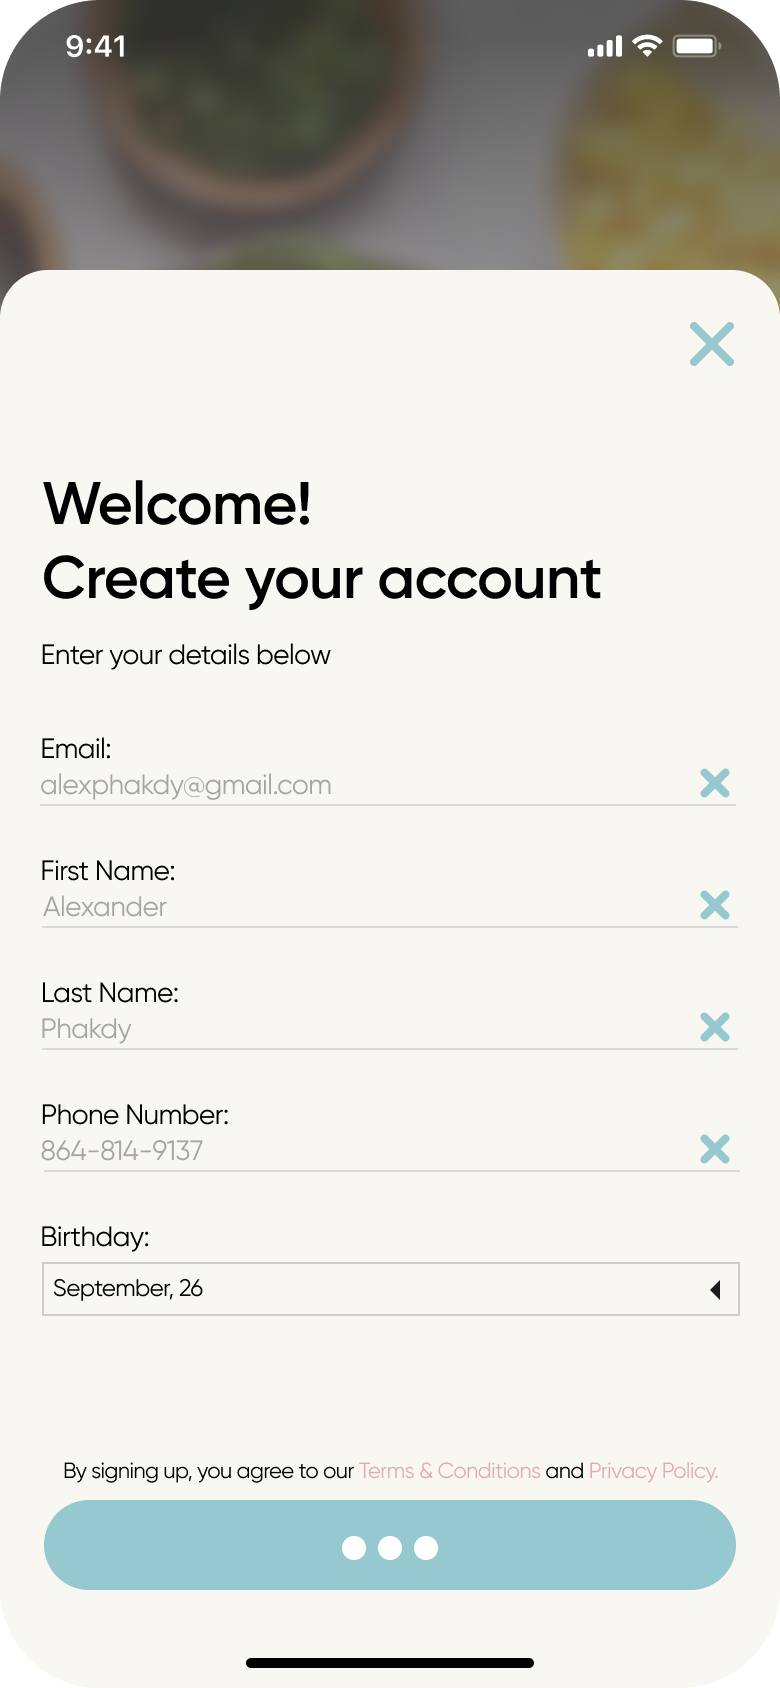 9:41
Welcome!
Create your account
Enter your details below
Email:
alexphakdy@gmail.com
First Name:
Alexander
Last Name:
Phakdy
Phone Number:
864-814-9137
Birthday:
September, 26
By signing up, you agree to our Terms & Conditions and Privacy Policy.